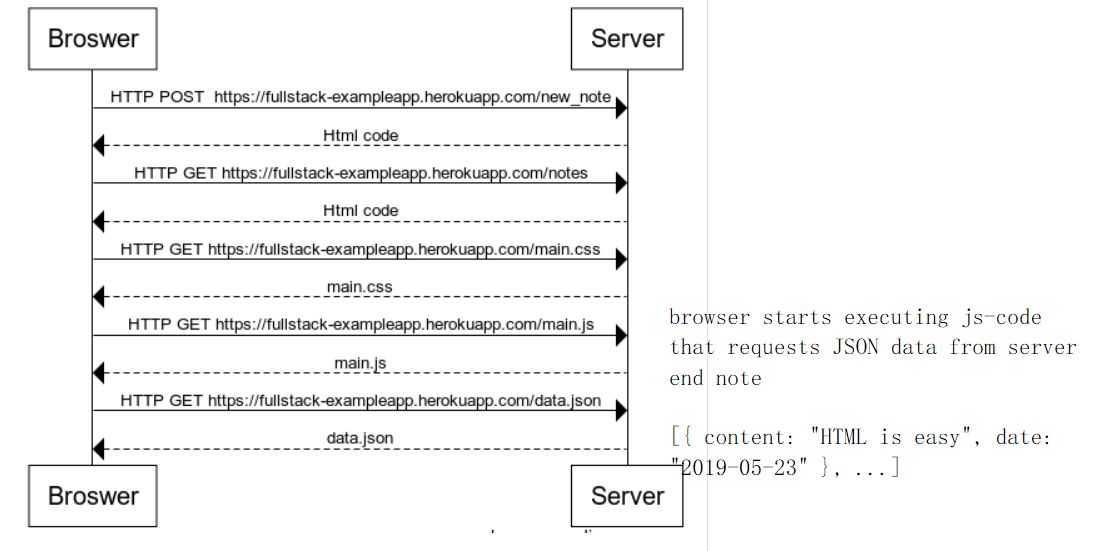 Broswer
Server
HTTP POST  https://fullstack-exampleapp.herokuapp.com/new_note
Html code
HTTP GET https://fullstack-exampleapp.herokuapp.com/notes
Html code
HTTP GET https://fullstack-exampleapp.herokuapp.com/main.css
main.css
HTTP GET https://fullstack-exampleapp.herokuapp.com/main.js
main.js
HTTP GET https://fullstack-exampleapp.herokuapp.com/data.json
data.json
Broswer
Server
browser starts executing js-code
that requests JSON data from server
end note
[{ content: "HTML is easy", date:
"2019-05-23" }, ...]